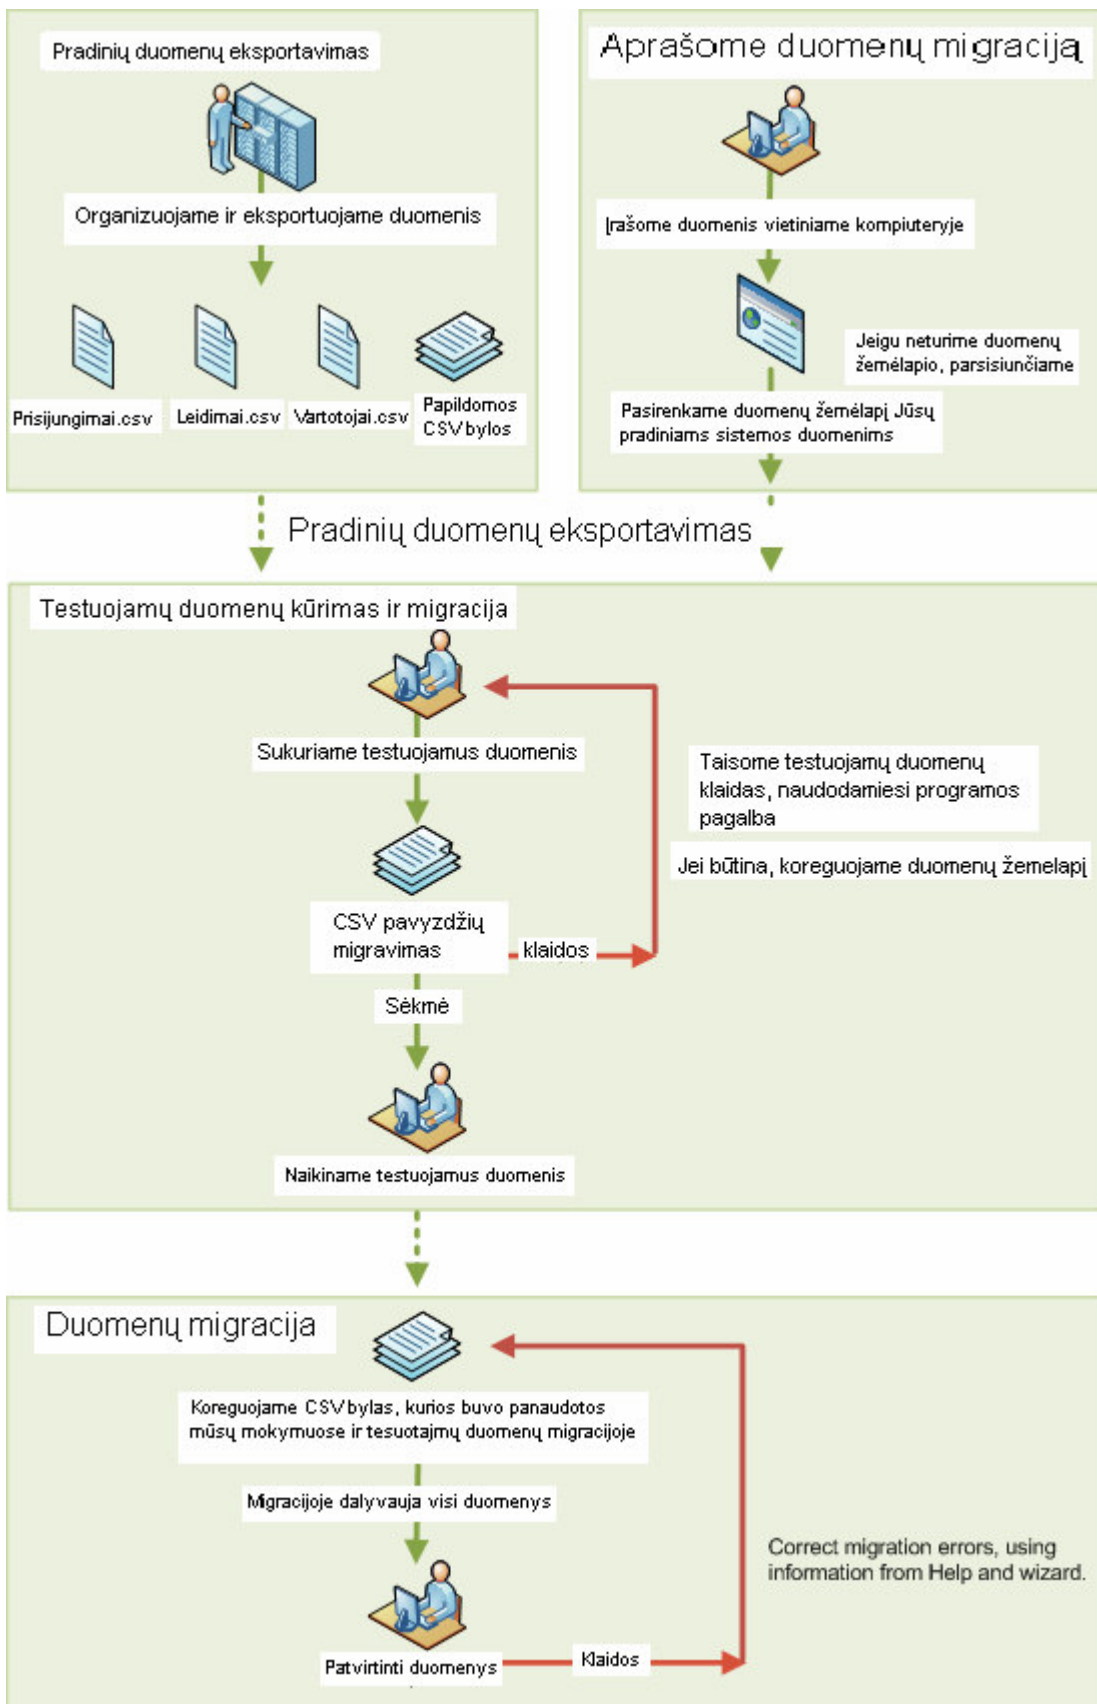 Pradinių duomenų eksportavimas
Organizuojame ir eksportuojame duomenis
Prisijungimai.csv
Leidimai.csv
Vartotojai.csv
Papildomos
CSV bylos
Aprašome duomenų migraciją
Įrašome duomenis vietiniame kompiuteryje
Jeigu neturime duomenų
žemėlapio, parsisiunčiame
Pasirenkame duomenų žemėlapį Jūsų
pradiniams sistemos duomenims
Pradinių duomenų eksportavimas
Testuojamų duomenų kūrimas ir migracija
Sukuriame testuojamus duomenis
Taisome testuojamų duomenų
klaidas, naudodamiesi programos
pagalba
Jei būtina, koreguojame duomenų žemelapį
CSV pavyzdžių
migravimas
klaidos
Sėkmė
Naikiname testuojamus duomenis
Duomenų migracija
Koreguojame CSV bylas, kurios buvo panaudotos
mūsų mokymuose ir tesuotajmų duomenų migracijoje
Migracijoje dalyvauja visi duomenys
Correct migration errors, using
information from Help and wizard.
Patvirtinti duomenys
Klaidos